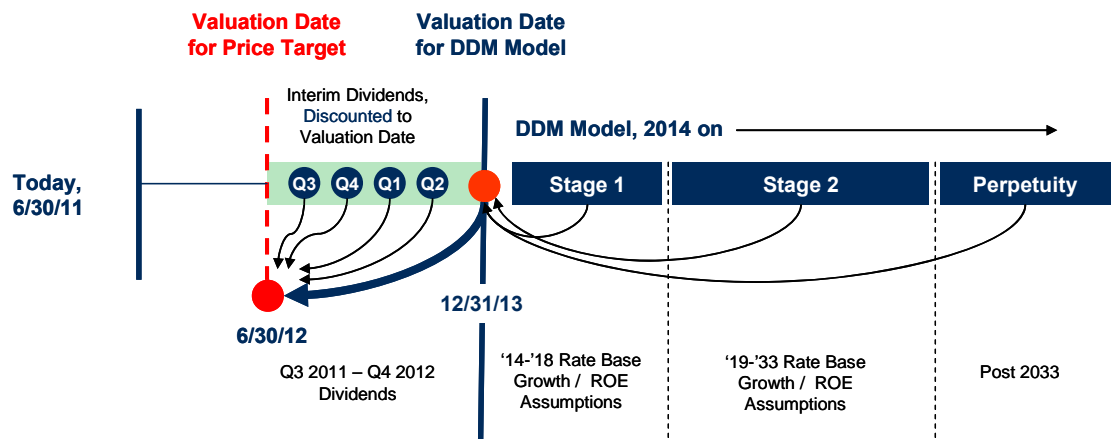 Valuation Date
for Price Target
Valuation Date
for DDM Model
Interim Dividends,
Discounted to
Valuation Date
DDM Model, 2014 on
Today,
6/30/11
Q3
Q4
Q1
Q2
Stage 1
Stage 2
Perpetuity
12/31/13
6/30/12
Q3 2011 – Q4 2012
Dividends
‘14-’18 Rate Base
Growth / ROE
Assumptions
‘19-’33 Rate Base
Growth / ROE
Assumptions
Post 2033